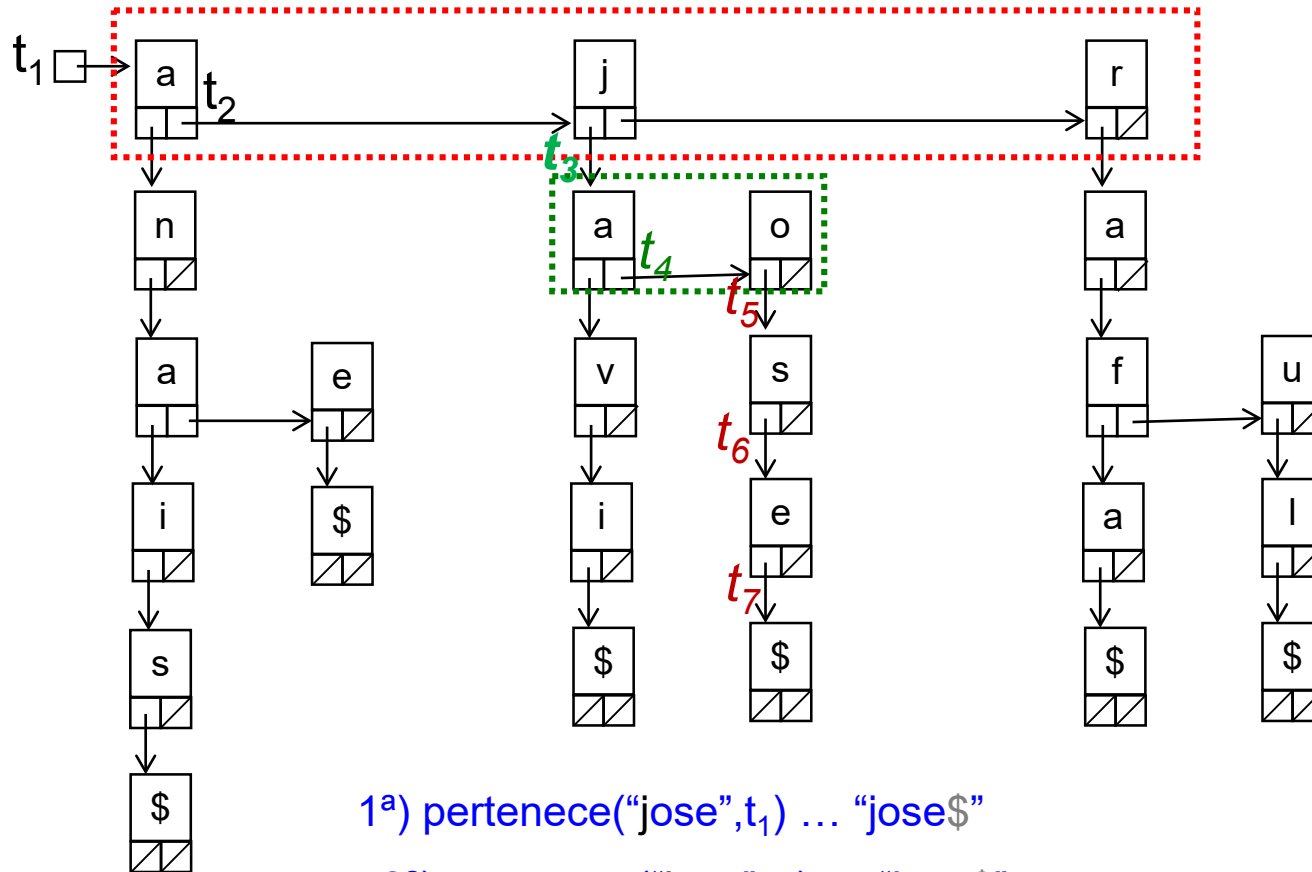 t₁ a t₂ j r
t₃
n a t₄ o a
t₅
a e v s f u
t₆
i $ i e a l
t₇
s $ $ $ $
$
1ª) pertenece(“jose”,t₁) … “jose$”